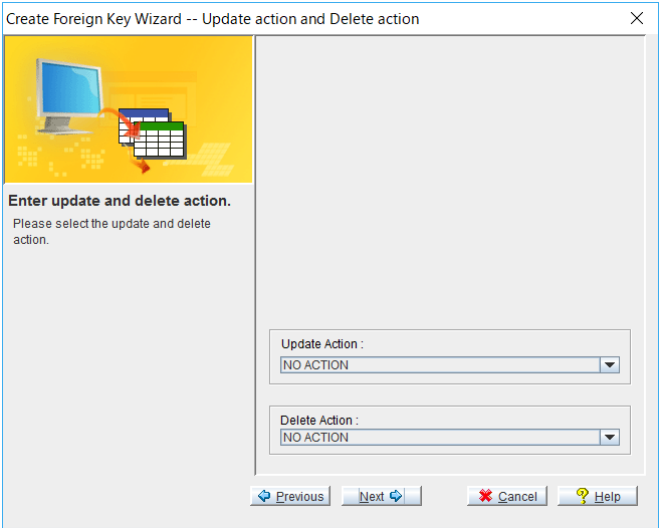 Create Foreign Key Wizard -- Update action and Delete action
Enter update and delete action.
Please select the update and delete
action.
Update Action :
NO ACTION
Delete Action :
NO ACTION
Previous
Next
Cancel
Help